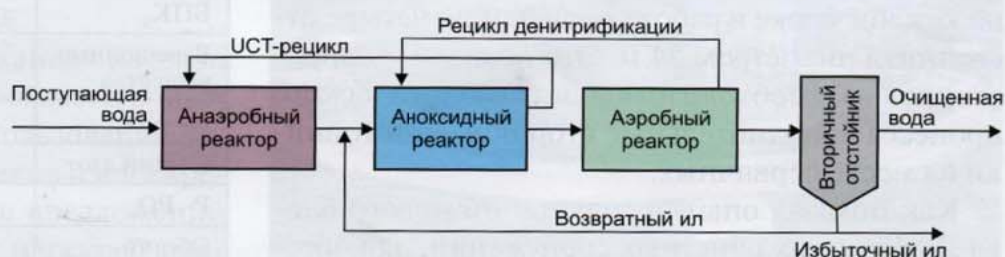 Рецикл денитрификации
UCT-рецикл
Поступающая
вода
Анаэробный
реактор
Аноксидный
реактор
Аэробный
реактор
Вторичный
отстойник
Очищенная
вода
Возвратный ил
Избыточный ил